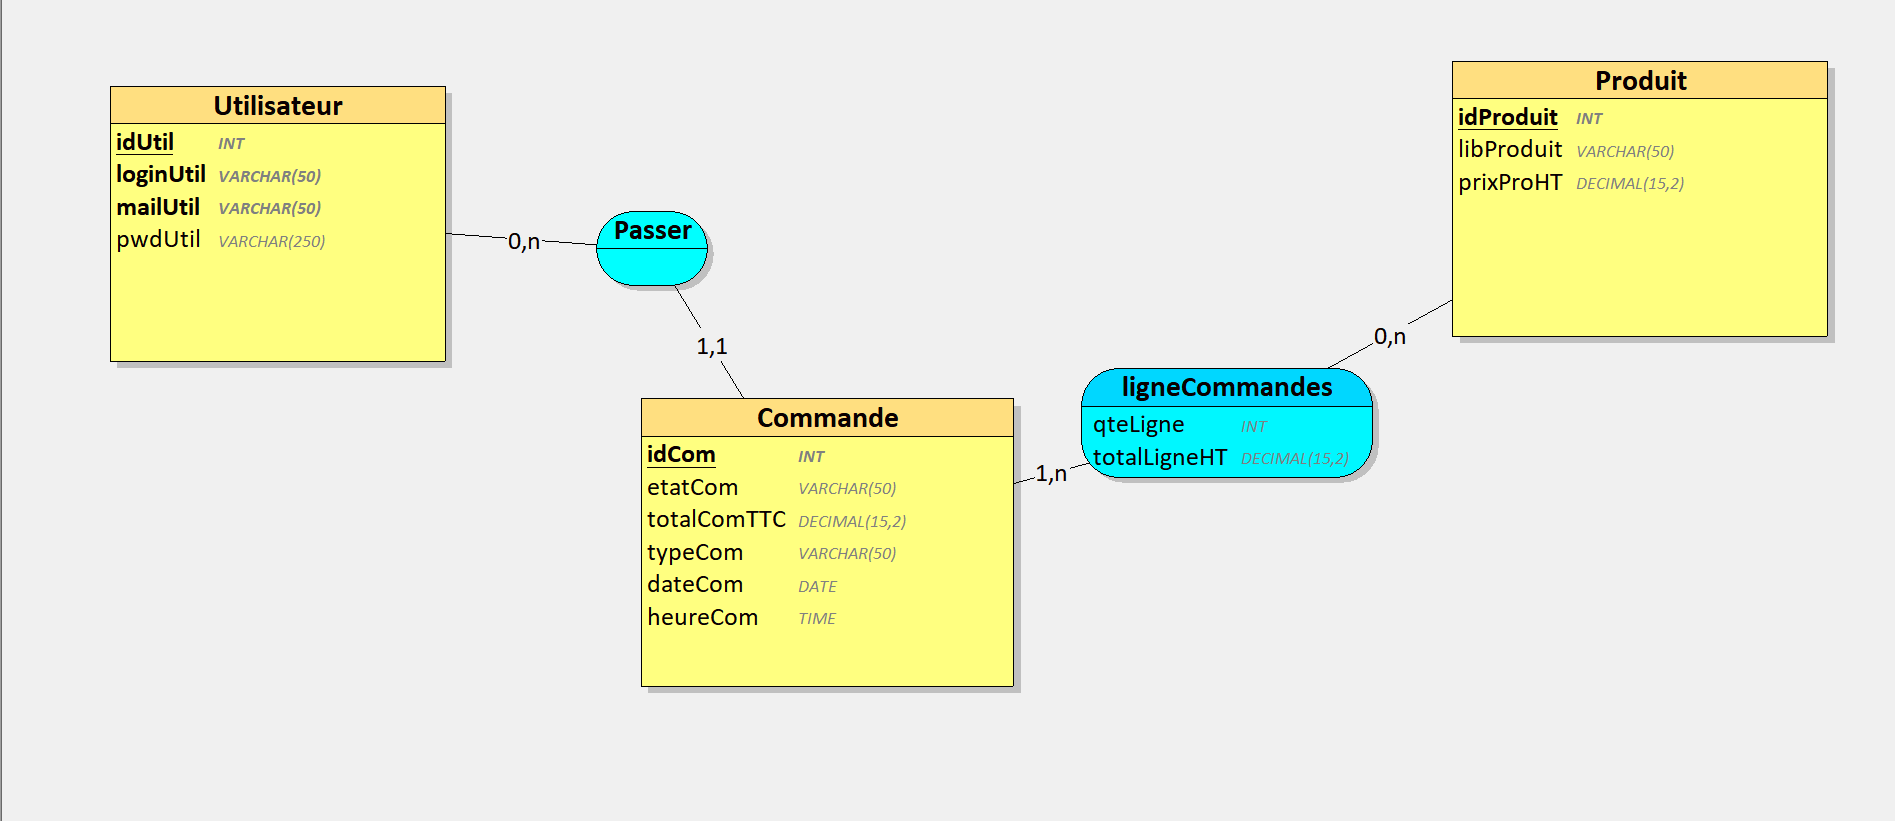 Utilisateur
idUtil INT
loginUtil VARCHAR(50)
mailUtil VARCHAR(50)
pwdUtil VARCHAR(250)
0,n
Passer
1,1
Commande
idCom INT
etatCom VARCHAR(50)
totalComTTC DECIMAL(15,2)
typeCom VARCHAR(50)
dateCom DATE
heureCom TIME
1,n
ligneCommandes
qteLigne INT
totalLigneHT DECIMAL(15,2)
0,n
Produit
idProduit INT
libProduit VARCHAR(50)
prixProHT DECIMAL(15,2)